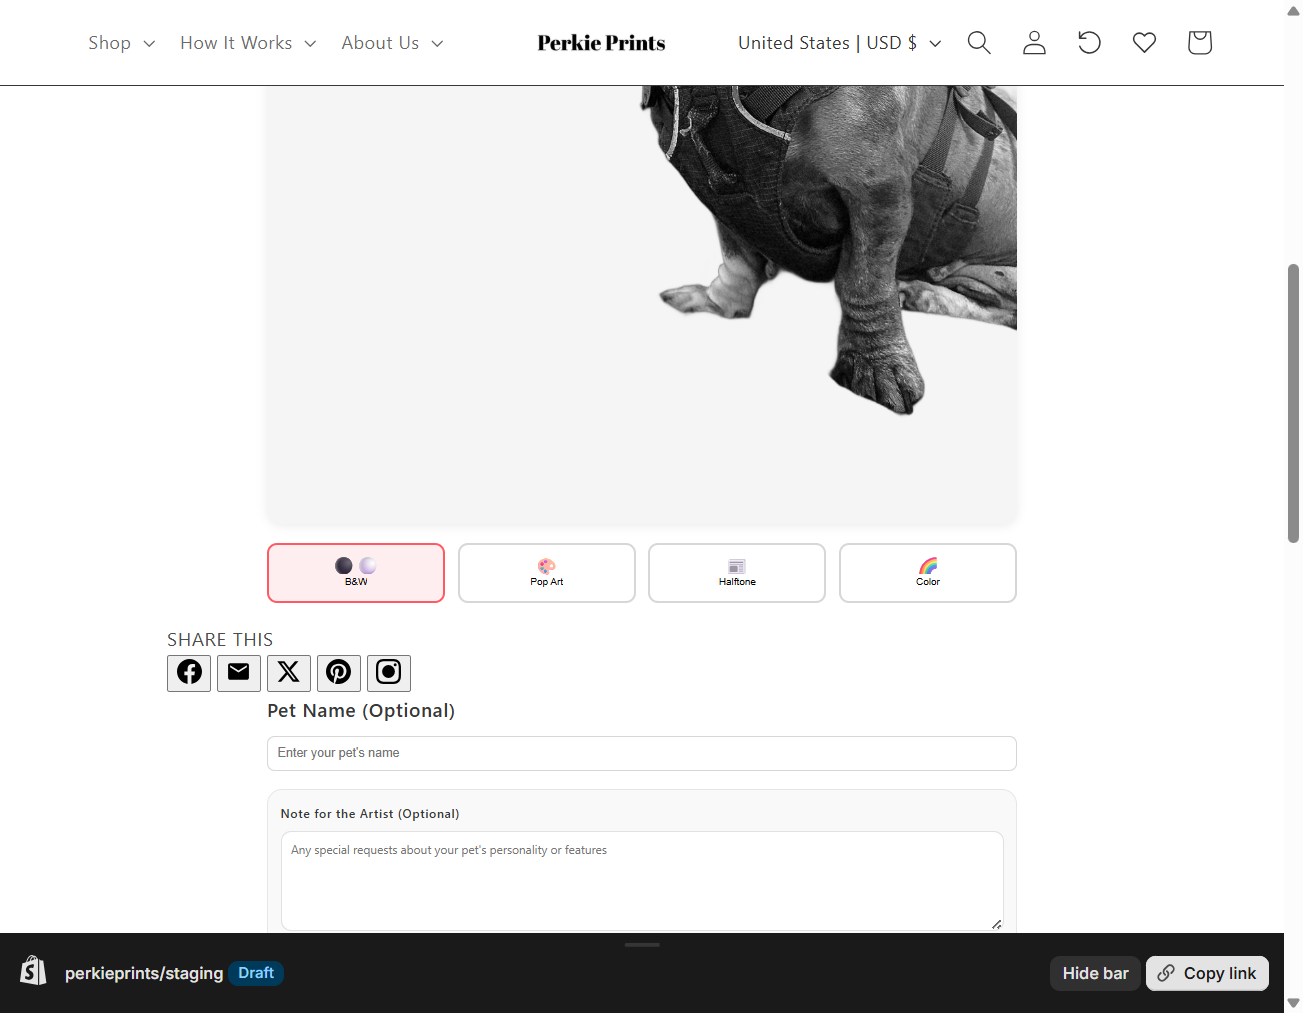 Shop
How It Works
About Us
Perkie Prints
United States | USD $
B&W
Pop Art
Halftone
Color
SHARE THIS
Pet Name (Optional)
Enter your pet's name
Note for the Artist (Optional)
Any special requests about your pet's personality or features
perkieprints/staging
Draft
Hide bar
Copy link